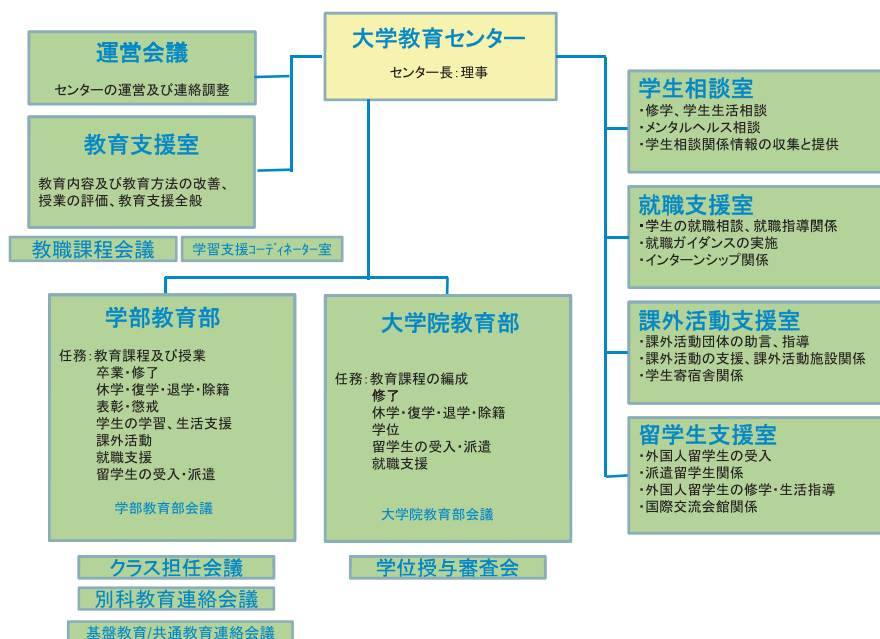 大学教育センター
センター長：理事
運営会議
センターの運営及び連絡調整
教育支援室
教育内容及び教育方法の改善、
授業の評価、教育支援全般
教職課程会議
学習支援コーディネーター室
学部教育部
任務：教育課程及び授業
卒業・修了
休学・復学・退学・除籍
表彰・懲戒
学生の学習、生活支援
課外活動
就職支援
留学生の受入・派遣
学部教育部会議
クラス担任会議
別科教育連絡会議
基盤教育/共通教育連絡会議
大学院教育部
任務：教育課程の編成
修了
休学・復学・退学・除籍
学位
留学生の受入・派遣
就職支援
大学院教育部会議
学位授与審査会
学生相談室
・修学、学生生活相談
・メンタルヘルス相談
・学生相談関係情報の収集と提供
就職支援室
・学生の就職相談、就職指導関係
・就職ガイダンスの実施
・インターンシップ関係
課外活動支援室
・課外活動団体の助言、指導
・課外活動の支援、課外活動施設関係
・学生寄宿舎関係
留学生支援室
・外国人留学生の受入
・派遣留学生関係
・外国人留学生の修学・生活指導
・国際交流会館関係